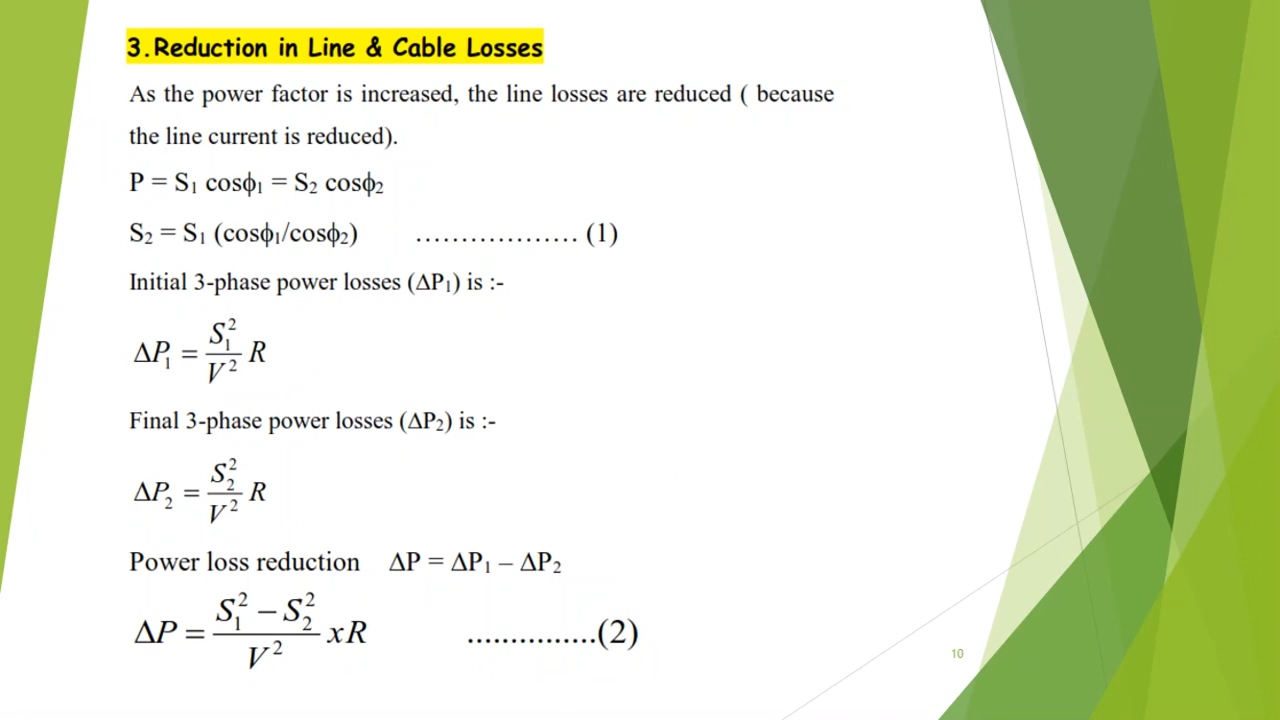 3.Reduction in Line & Cable Losses
As the power factor is increased, the line losses are reduced ( because
the line current is reduced).
P = S₁ cosϕ₁ = S₂ cosϕ₂
S₂ = S₁ (cosϕ₁/cosϕ₂) .................. (1)
Initial 3-phase power losses (ΔP₁) is :-
ΔP₁ = S₁²/V² R
Final 3-phase power losses (ΔP₂) is :-
ΔP₂ = S₂²/V² R
Power loss reduction ΔP = ΔP₁ – ΔP₂
ΔP = (S₁² – S₂²)/V² xR ...............(2)
10